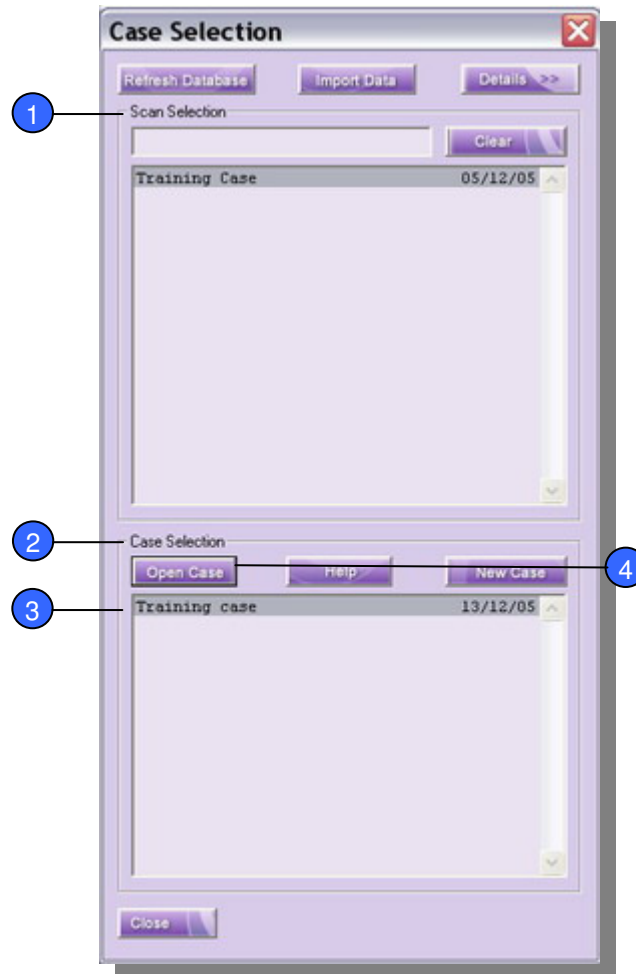 Case Selection
Refresh Database Import Data Details >>
1 Scan Selection
Clear
Training Case 05/12/05
2 Case Selection
Open Case Help New Case 4
3 Training case 13/12/05
Close